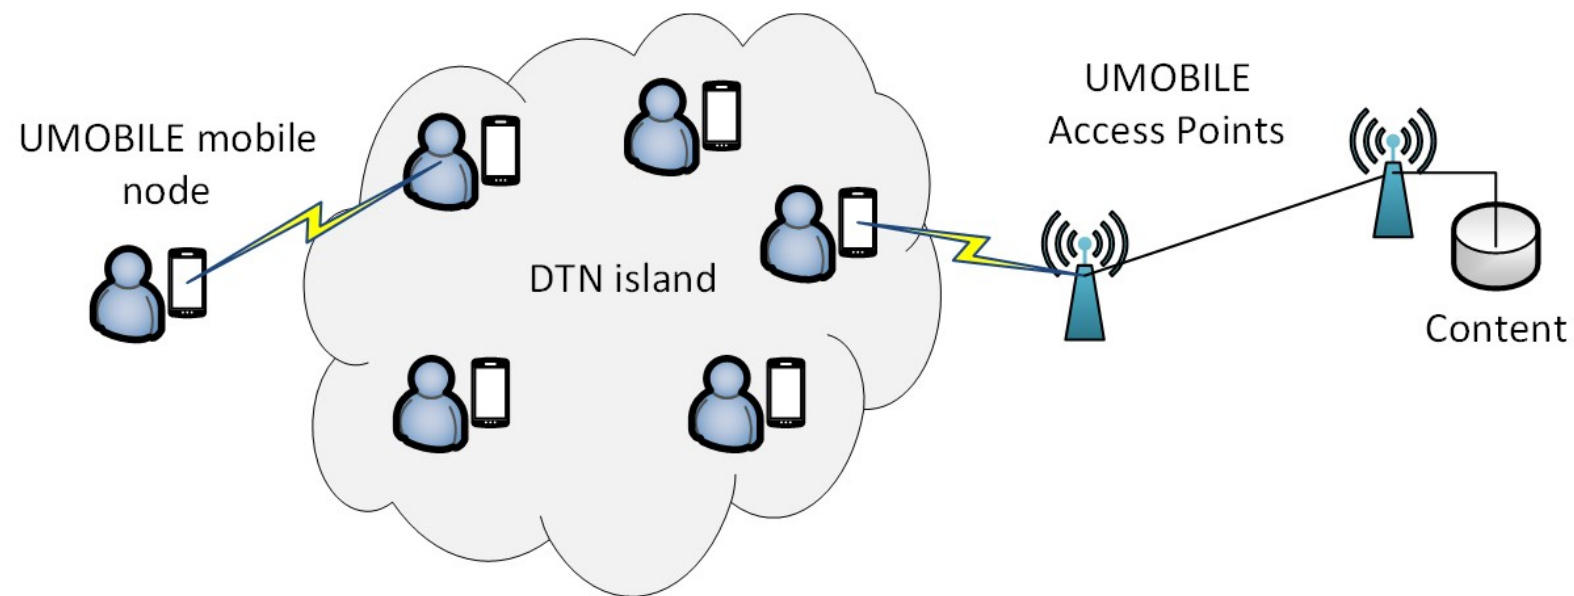 UMOBILE mobile
node
DTN island
UMOBILE
Access Points
Content